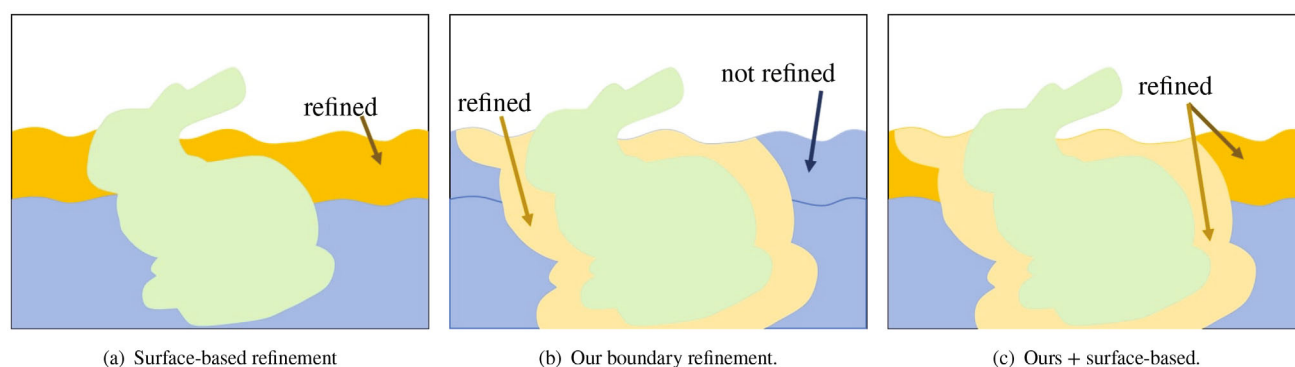 refined
refined
not refined
refined
(a) Surface-based refinement
(b) Our boundary refinement.
(c) Ours + surface-based.